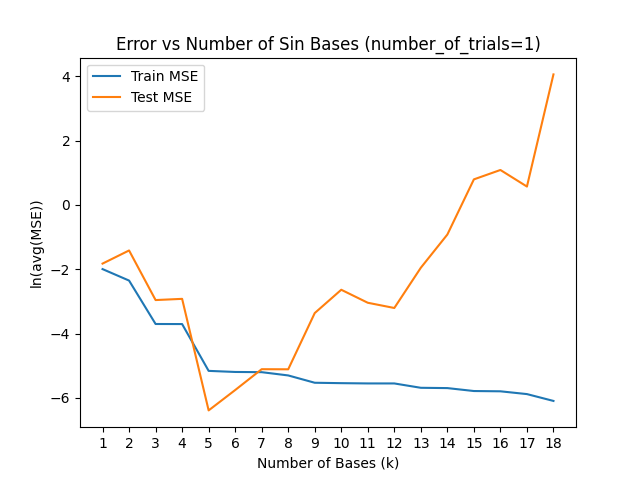 Error vs Number of Sin Bases (number_of_trials=1)
Train MSE
Test MSE
ln(avg(MSE))
4
2
0
−2
−4
−6
1 2 3 4 5 6 7 8 9 10 11 12 13 14 15 16 17 18
Number of Bases (k)